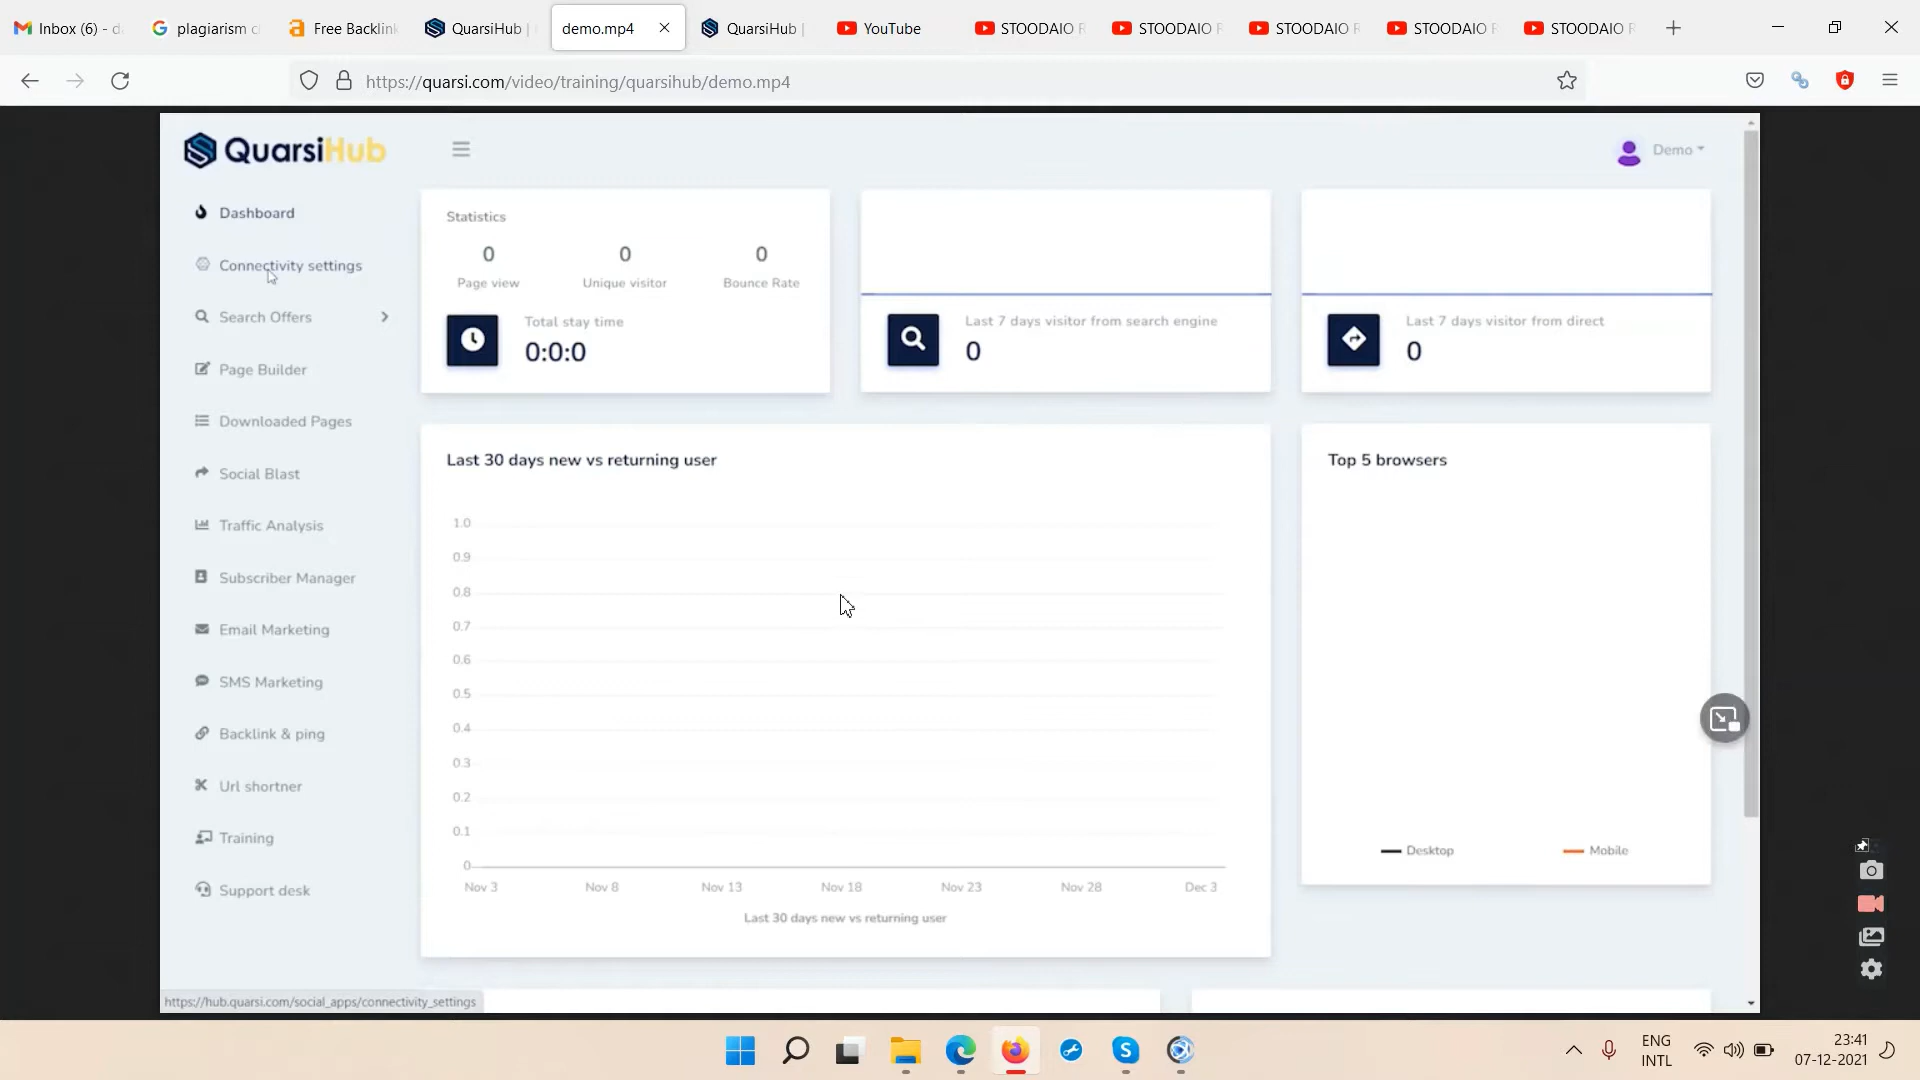 Inbox (6) - d
plagiarism c
Free Backlink
QuarsiHub |
demo.mp4
QuarsiHub |
YouTube
STOODAIO R
STOODAIO R
STOODAIO R
STOODAIO R
STOODAIO R
https://quarsi.com/video/training/quarsihub/demo.mp4
QuarsiHub
Demo
Dashboard
Connectivity settings
Search Offers
Page Builder
Downloaded Pages
Social Blast
Traffic Analysis
Subscriber Manager
Email Marketing
SMS Marketing
Backlink & ping
Url shortner
Training
Support desk
Statistics
0 0 0
Page view Unique visitor Bounce Rate
Total stay time
0:0:0
Last 7 days visitor from search engine
0
Last 7 days visitor from direct
0
Last 30 days new vs returning user
1.0
0.9
0.8
0.7
0.6
0.5
0.4
0.3
0.2
0.1
0
Nov 3 Nov 8 Nov 13 Nov 18 Nov 23 Nov 28 Dec 3
Last 30 days new vs returning user
Top 5 browsers
Desktop Mobile
https://hub.quarsi.com/social_apps/connectivity_settings
ENG
INTL
23:41
07-12-2021